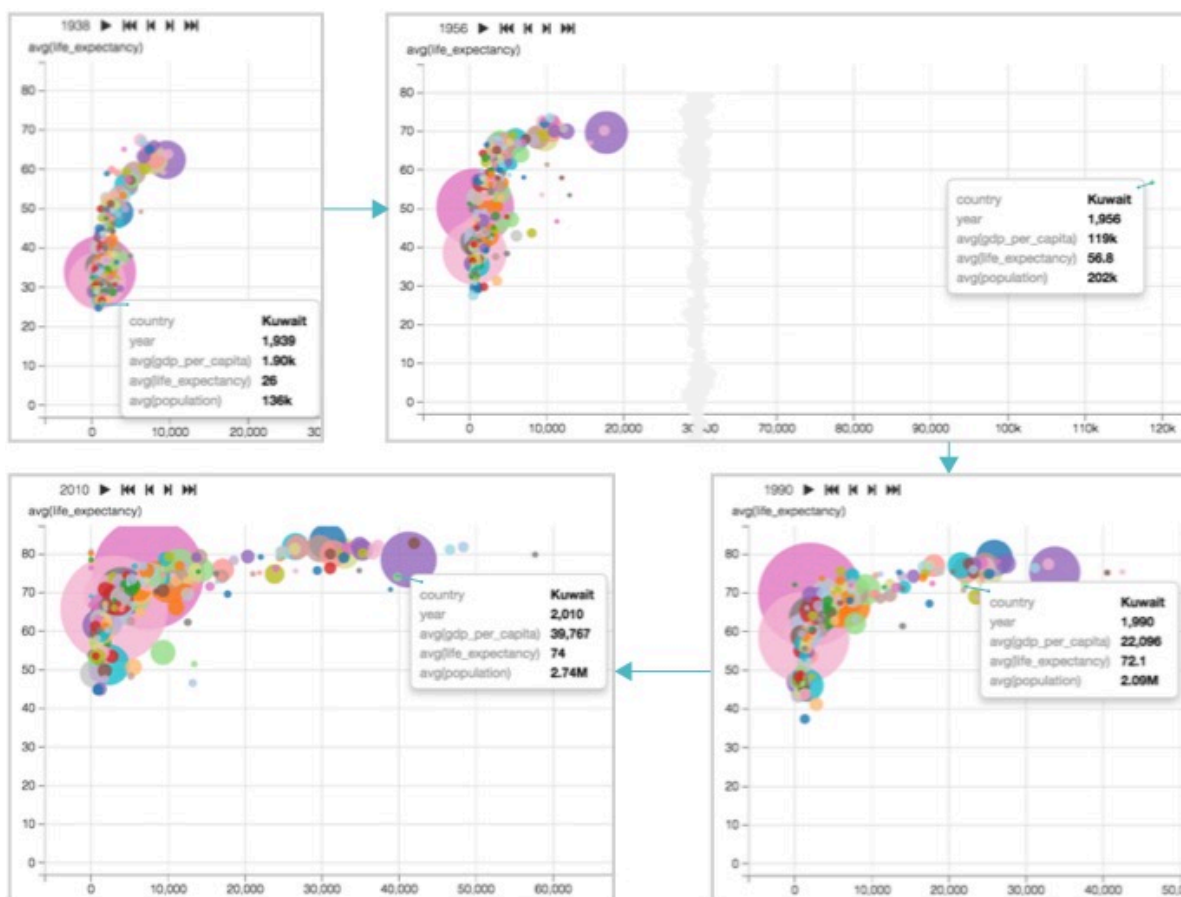 1938
avg(life_expectancy)
80
70
60
50
40
30
20
10
0
0 10,000 20,000 30
country Kuwait
year 1,939
avg(gdp_per_capita) 1.90k
avg(life_expectancy) 26
avg(population) 136k
1956
avg(life_expectancy)
80
70
60
50
40
30
20
10
0
0 10,000 20,000 70,000 80,000 90,000 100k 110k 120k
country Kuwait
year 1,956
avg(gdp_per_capita) 119k
avg(life_expectancy) 56.8
avg(population) 202k
2010
avg(life_expectancy)
80
70
60
50
40
30
20
10
0
0 10,000 20,000 30,000 40,000 50,000 60,000
country Kuwait
year 2,010
avg(gdp_per_capita) 39,767
avg(life_expectancy) 74
avg(population) 2.74M
1990
avg(life_expectancy)
80
70
60
50
40
30
20
10
0
0 10,000 20,000 30,000 40,000 50,0
country Kuwait
year 1,990
avg(gdp_per_capita) 22,096
avg(life_expectancy) 72.1
avg(population) 2.09M